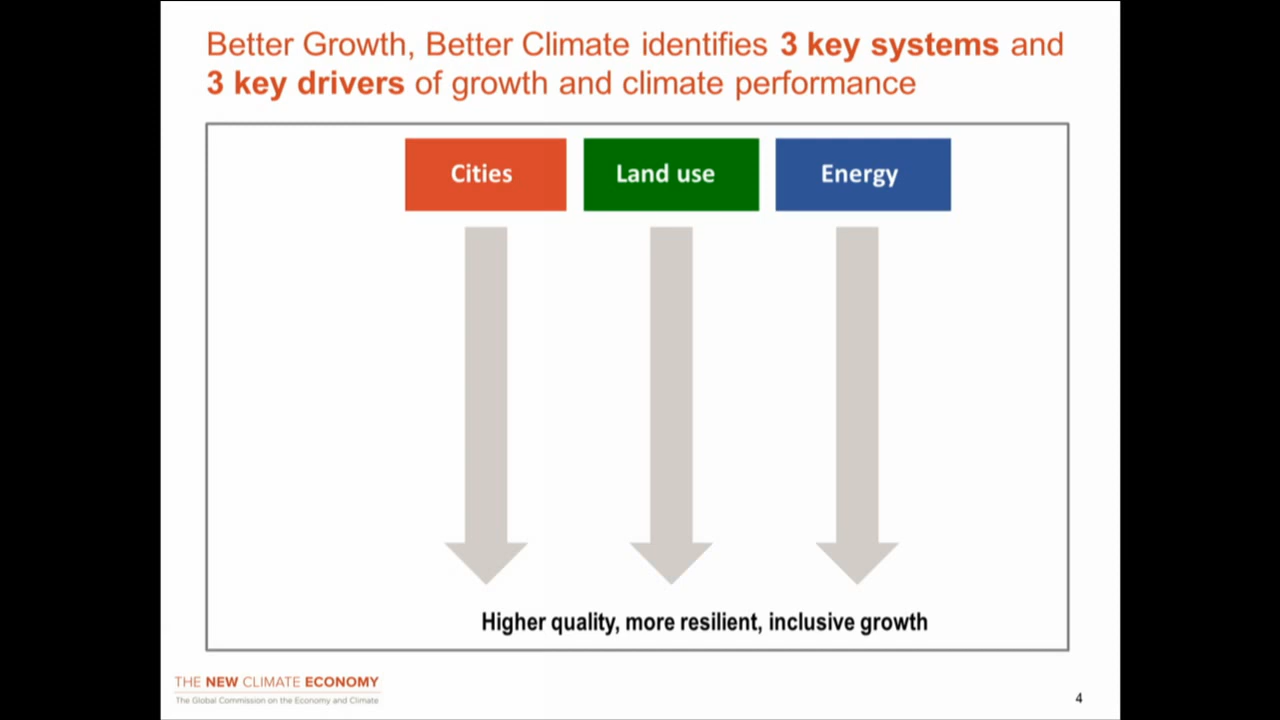 Better Growth, Better Climate identifies 3 key systems and
3 key drivers of growth and climate performance
Cities
Land use
Energy
Higher quality, more resilient, inclusive growth
THE NEW CLIMATE ECONOMY
The Global Commission on the Economy and Climate
4